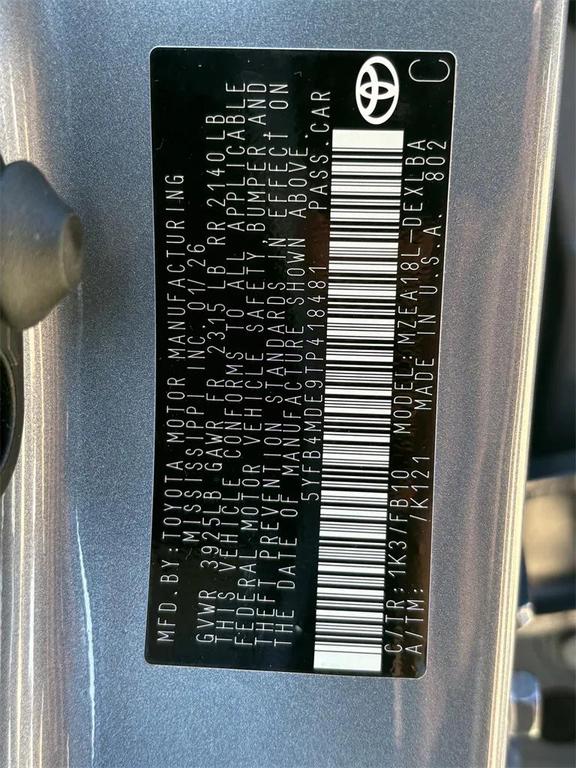 MFD.BY:TOYOTA MOTOR MANUFACTURING
MISSISSIPPI INC. 01/26
GVWR 3925LB GAWR FR 2315 LB RR 2140LB
THIS VEHICLE CONFORMS TO ALL APPLICABLE
FEDERAL MOTOR VEHICLE SAFETY, BUMPER AND
THEFT PREVENTION STANDARDS IN EFFECT ON
THE DATE OF MANUFACTURE SHOWN ABOVE.
5YFB4MDE9TP418481 PASS.CAR
C/TR:1K3/FB10 MODEL:MZEA18L-DEXLBA
A/TM: /K121 MADE IN U.S.A. 802
C